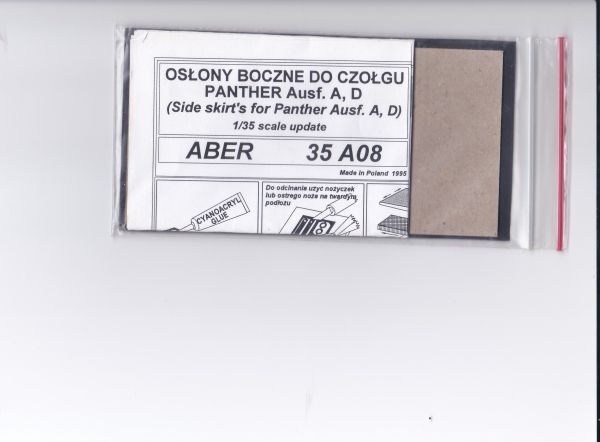 OSŁONY BOCZNE DO CZOŁGU
PANTHER Ausf. A, D
(Side skirt's for Panther Ausf. A, D)
1/35 scale update
ABER 35 A08
Made in Poland 1995
CYANOACRYL
GLUE
Do odcinania użyć nożyczek
lub ostrego noża na twardym
podłożu